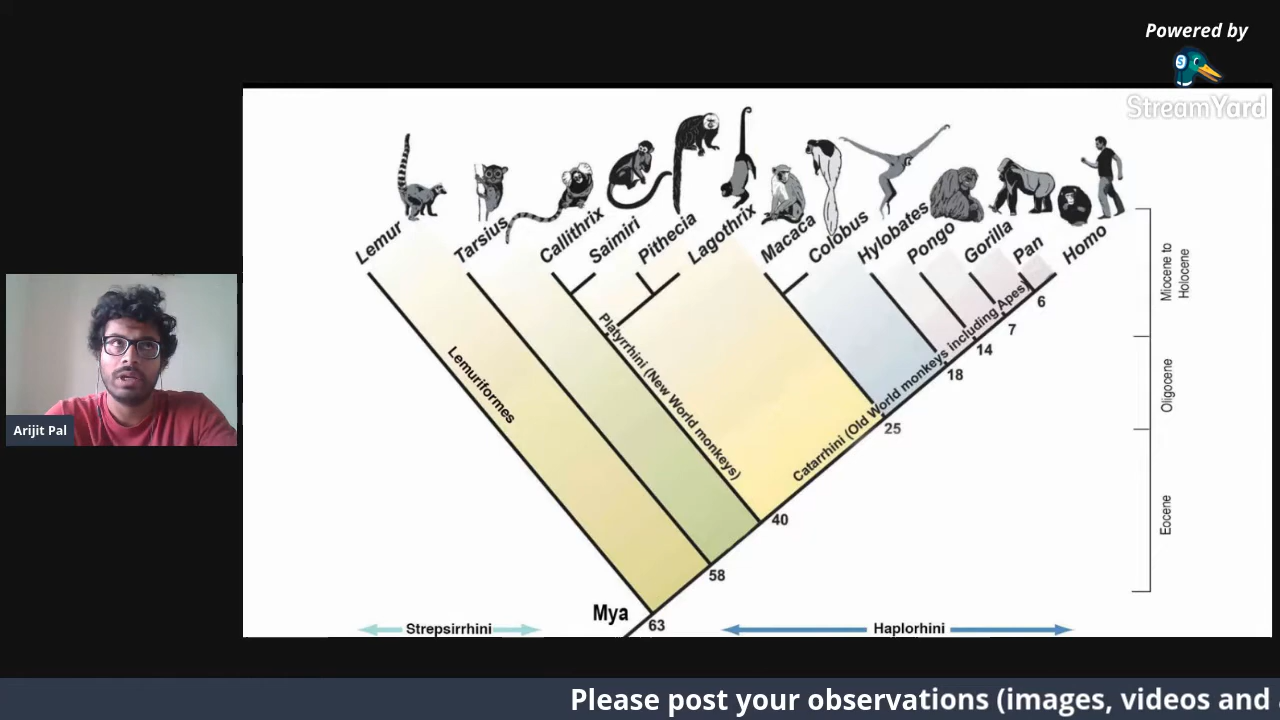 Powered by
StreamYard
Lemur
Tarsius
Callithrix
Saimiri
Pithecia
Lagothrix
Macaca
Colobus
Hylobates
Pongo
Gorilla
Pan
Homo
Lemuriformes
Platyrrhini (New World monkeys)
Catarrhini (Old World monkeys including Apes)
6
7
14
18
25
40
58
63
Mya
Miocene to
Holocene
Oligocene
Eocene
Strepsirrhini
Haplorhini
Arijit Pal
Please post your observations (images, videos and